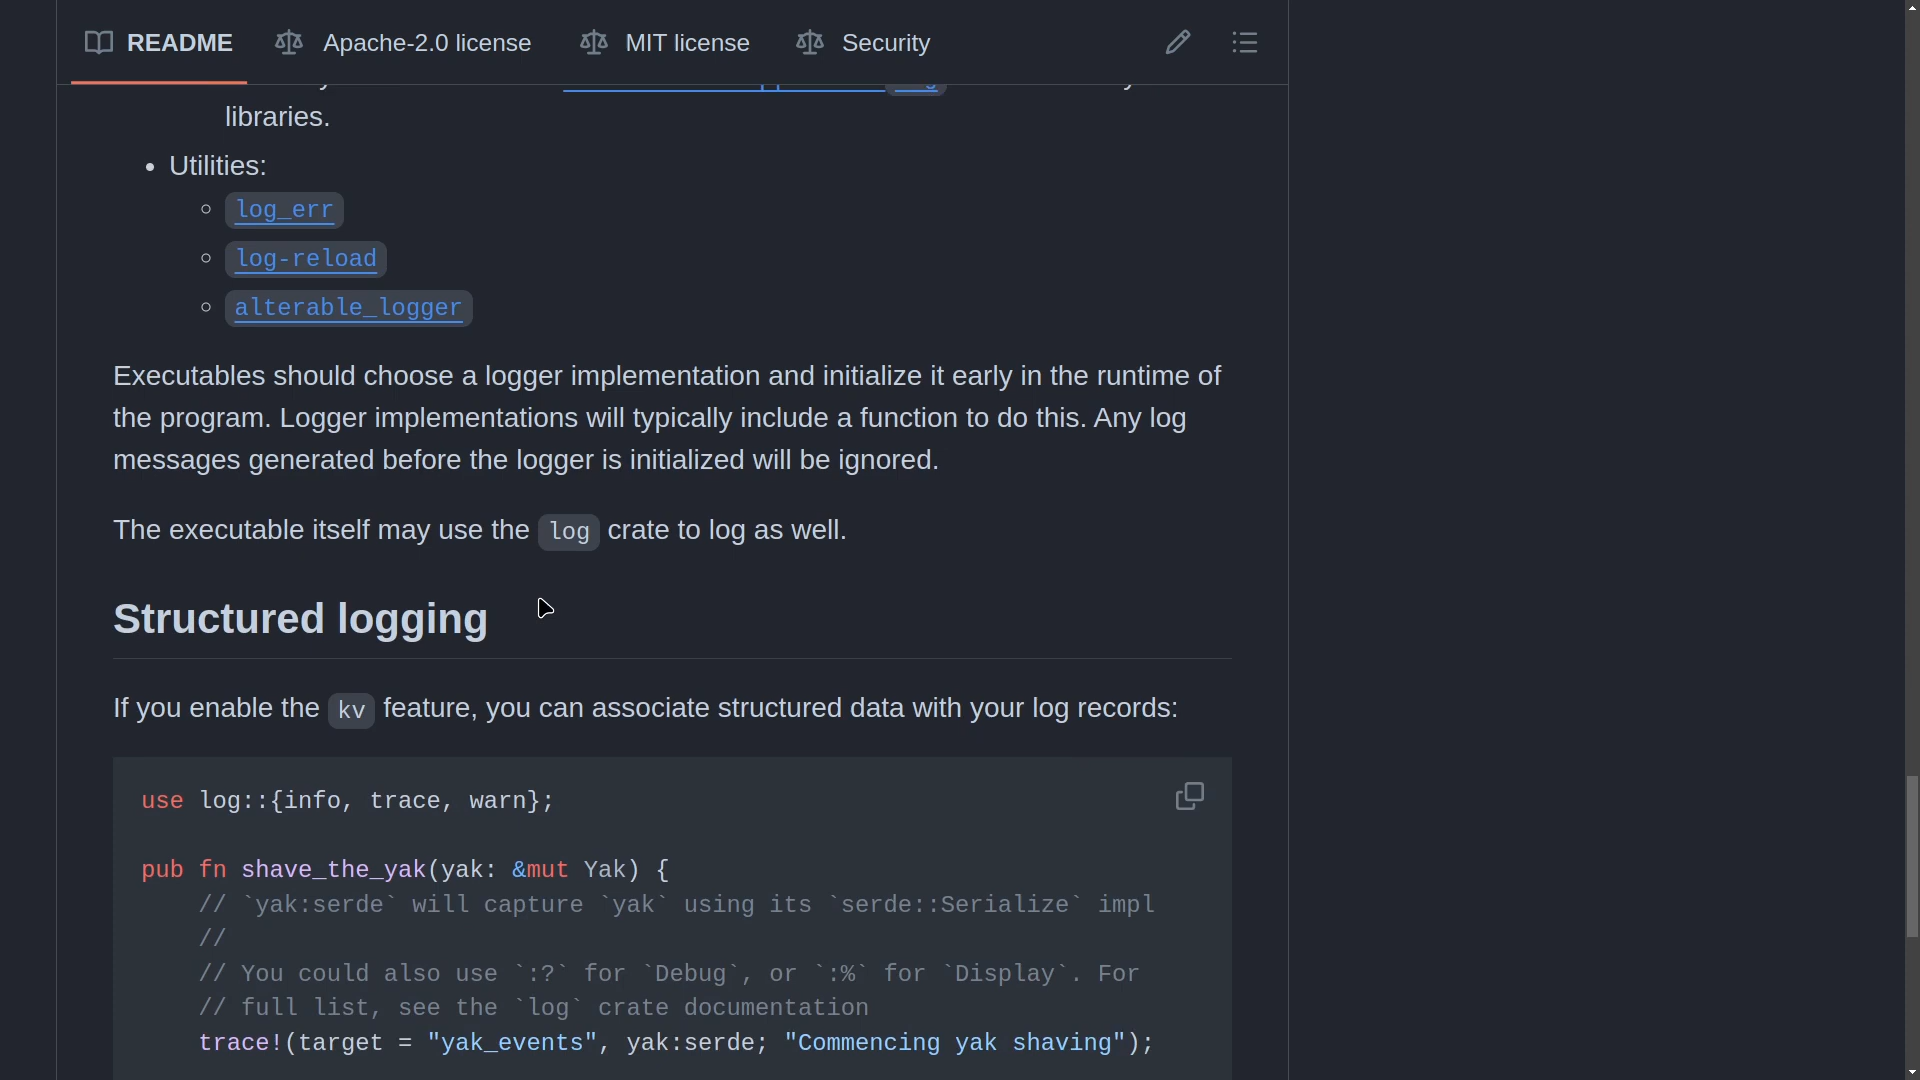 README Apache-2.0 license MIT license Security
libraries.
• Utilities:
log_err
log-reload
alterable_logger
Executables should choose a logger implementation and initialize it early in the runtime of
the program. Logger implementations will typically include a function to do this. Any log
messages generated before the logger is initialized will be ignored.
The executable itself may use the log crate to log as well.
Structured logging
If you enable the kv feature, you can associate structured data with your log records:
use log::{info, trace, warn};
pub fn shave_the_yak(yak: &mut Yak) {
// `yak:serde` will capture `yak` using its `serde::Serialize` impl
//
// You could also use `:?` for `Debug`, or `:%` for `Display`. For
// full list, see the `log` crate documentation
trace!(target = "yak_events", yak:serde; "Commencing yak shaving");